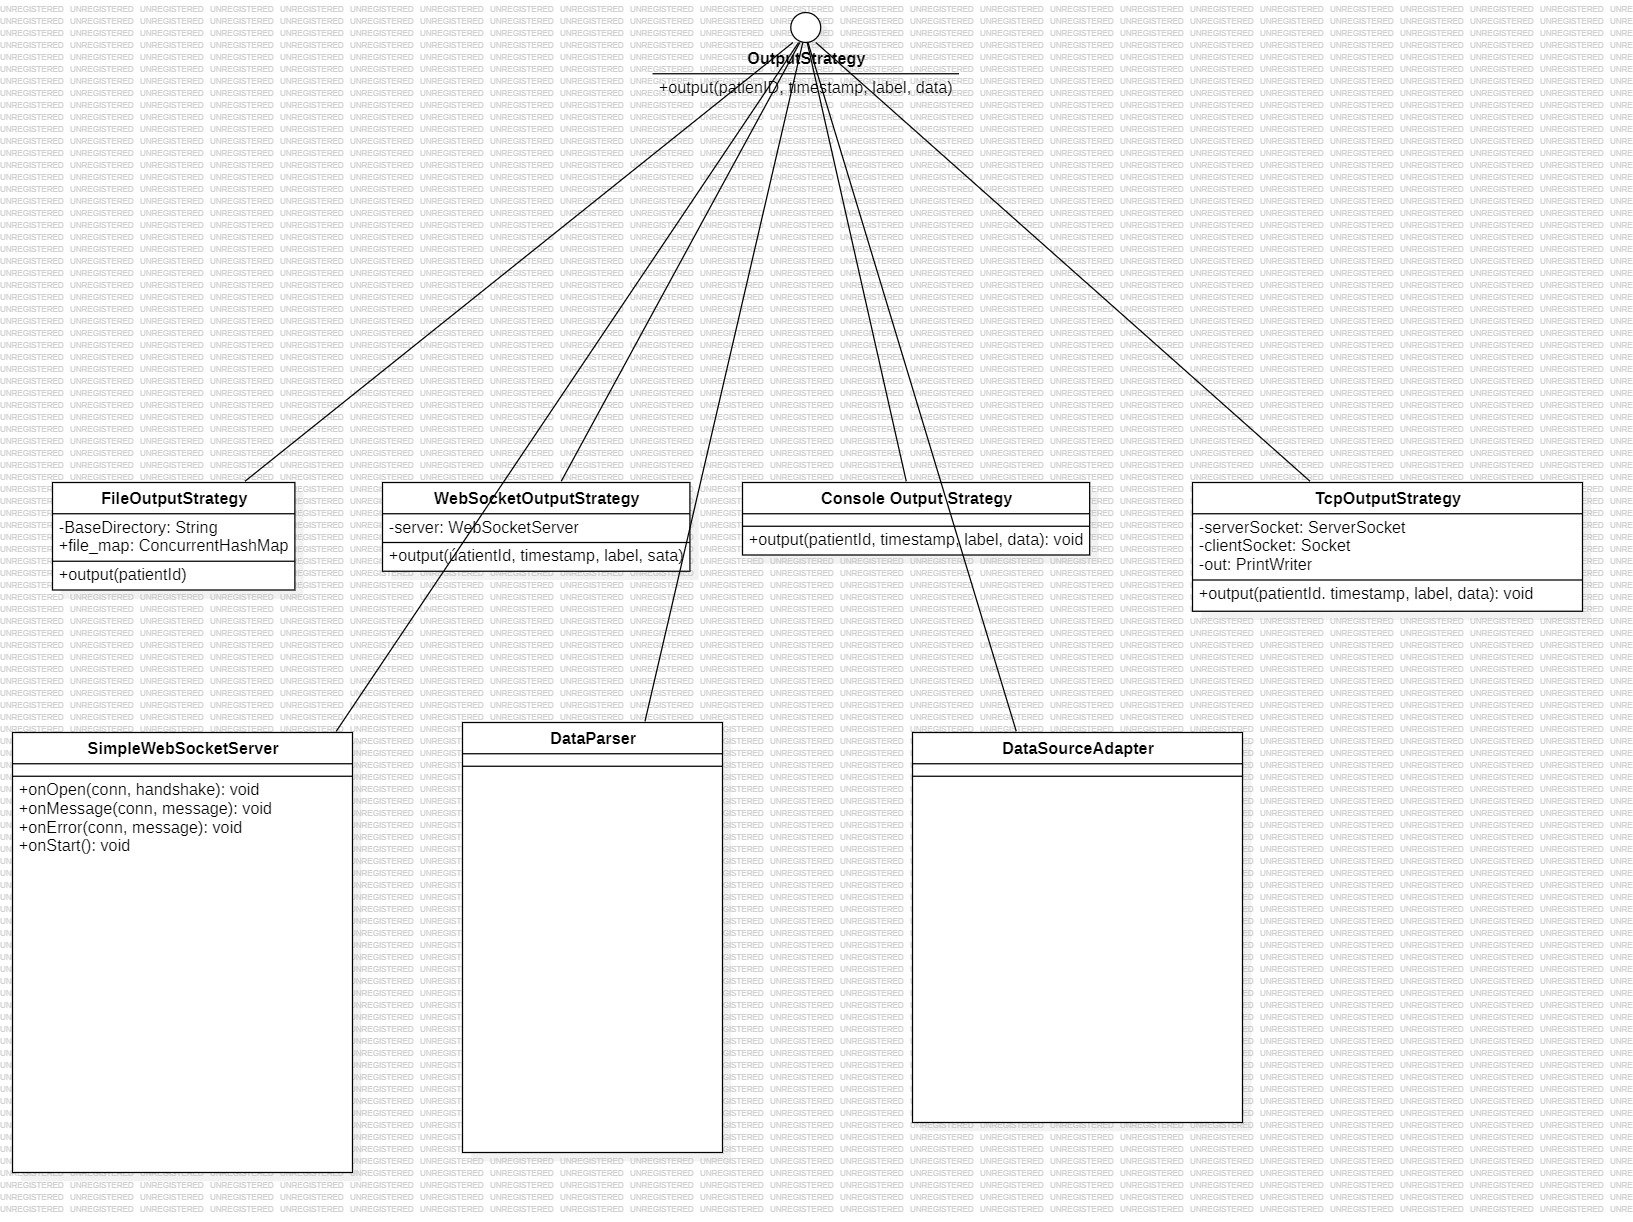 OutputStrategy
+output(patienID, timestamp, label, data)
FileOutputStrategy
-BaseDirectory: String
+file_map: ConcurrentHashMap
+output(patientId)
WebSocketOutputStrategy
-server: WebSocketServer
+output(úatientId, timestamp, label, sata)
Console Output Strategy
+output(patientId, timestamp, label, data): void
TcpOutputStrategy
-serverSocket: ServerSocket
-clientSocket: Socket
-out: PrintWriter
+output(patientId. timestamp, label, data): void
SimpleWebSocketServer
+onOpen(conn, handshake): void
+onMessage(conn, message): void
+onError(conn, message): void
+onStart(): void
DataParser
DataSourceAdapter
UNREGISTERED